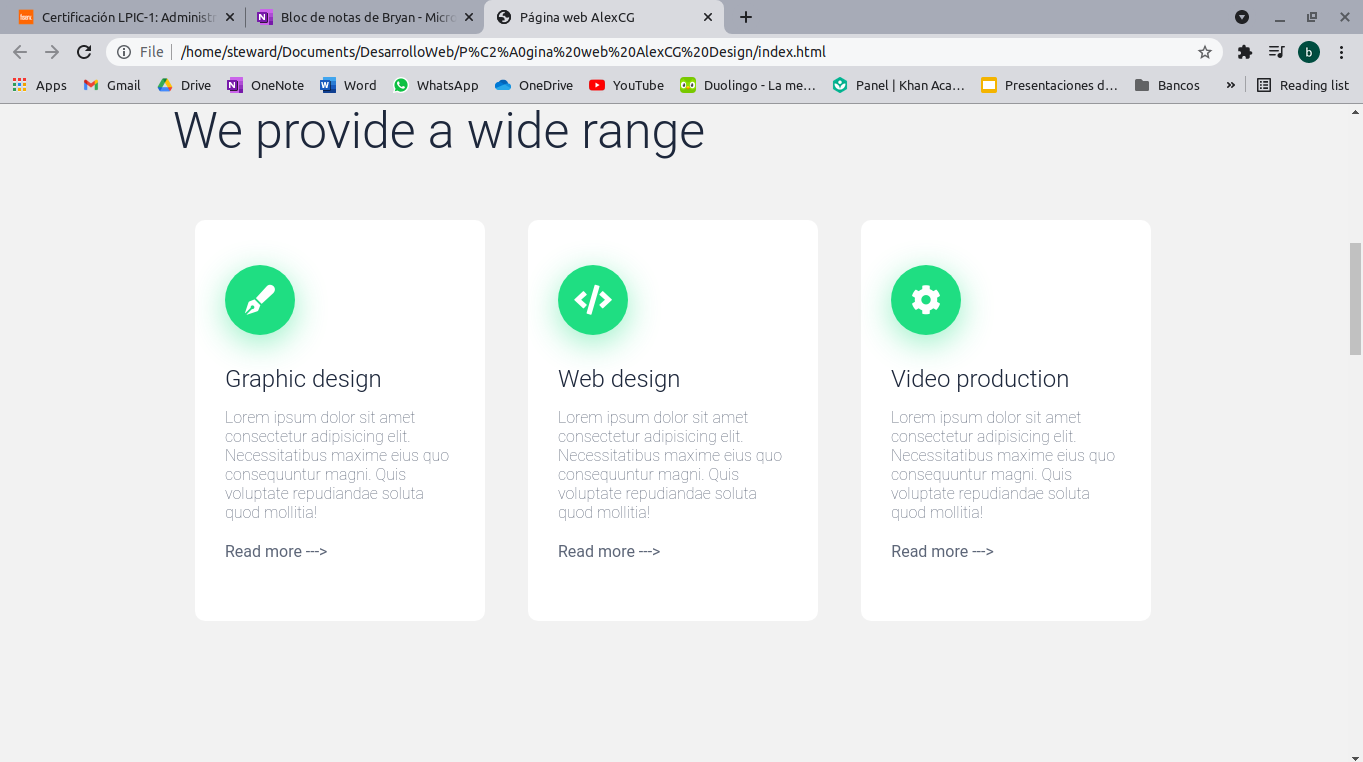 Certificación LPIC-1: Administr
Bloc de notas de Bryan - Micro
Página web AlexCG
File
/home/steward/Documents/DesarrolloWeb/P%C2%A0gina%20web%20AlexCG%20Design/index.html
b
Apps
Gmail
Drive
OneNote
Word
WhatsApp
OneDrive
YouTube
Duolingo - La me…
Panel | Khan Aca…
Presentaciones d…
Bancos
»
Reading list
We provide a wide range
Graphic design
Lorem ipsum dolor sit amet
consectetur adipisicing elit.
Necessitatibus maxime eius quo
consequuntur magni. Quis
voluptate repudiandae soluta
quod mollitia!
Read more --->
Web design
Lorem ipsum dolor sit amet
consectetur adipisicing elit.
Necessitatibus maxime eius quo
consequuntur magni. Quis
voluptate repudiandae soluta
quod mollitia!
Read more --->
Video production
Lorem ipsum dolor sit amet
consectetur adipisicing elit.
Necessitatibus maxime eius quo
consequuntur magni. Quis
voluptate repudiandae soluta
quod mollitia!
Read more --->